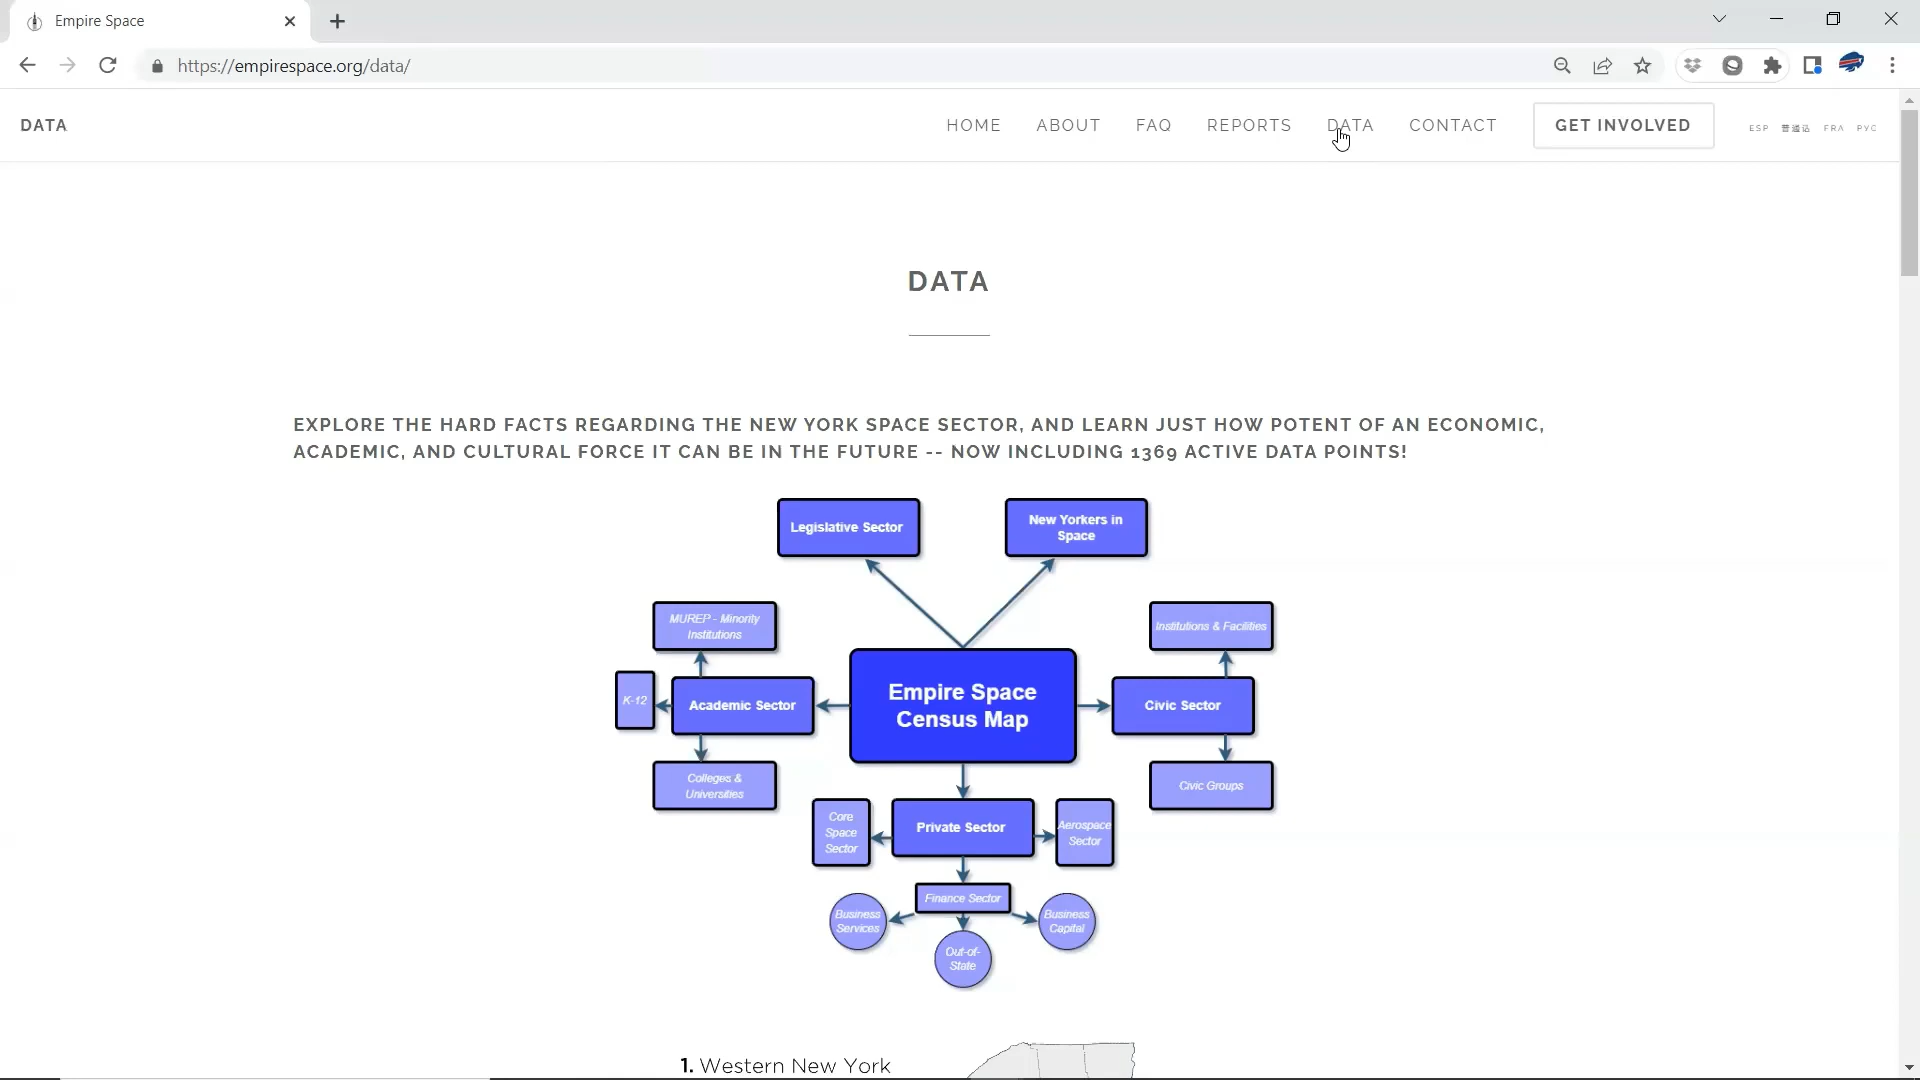 Empire Space
https://empirespace.org/data/
DATA
HOME ABOUT FAQ REPORTS DATA CONTACT GET INVOLVED ESP 普通话 FRA РУС
DATA
EXPLORE THE HARD FACTS REGARDING THE NEW YORK SPACE SECTOR, AND LEARN JUST HOW POTENT OF AN ECONOMIC,
ACADEMIC, AND CULTURAL FORCE IT CAN BE IN THE FUTURE -- NOW INCLUDING 1369 ACTIVE DATA POINTS!
Legislative Sector
New Yorkers in
Space
MUREP - Minority
Institutions
Institutions & Facilities
K-12
Academic Sector
Empire Space
Census Map
Civic Sector
Colleges &
Universities
Civic Groups
Core
Space
Sector
Private Sector
Aerospace
Sector
Finance Sector
Business
Services
Business
Capital
Out-of-
State
1. Western New York